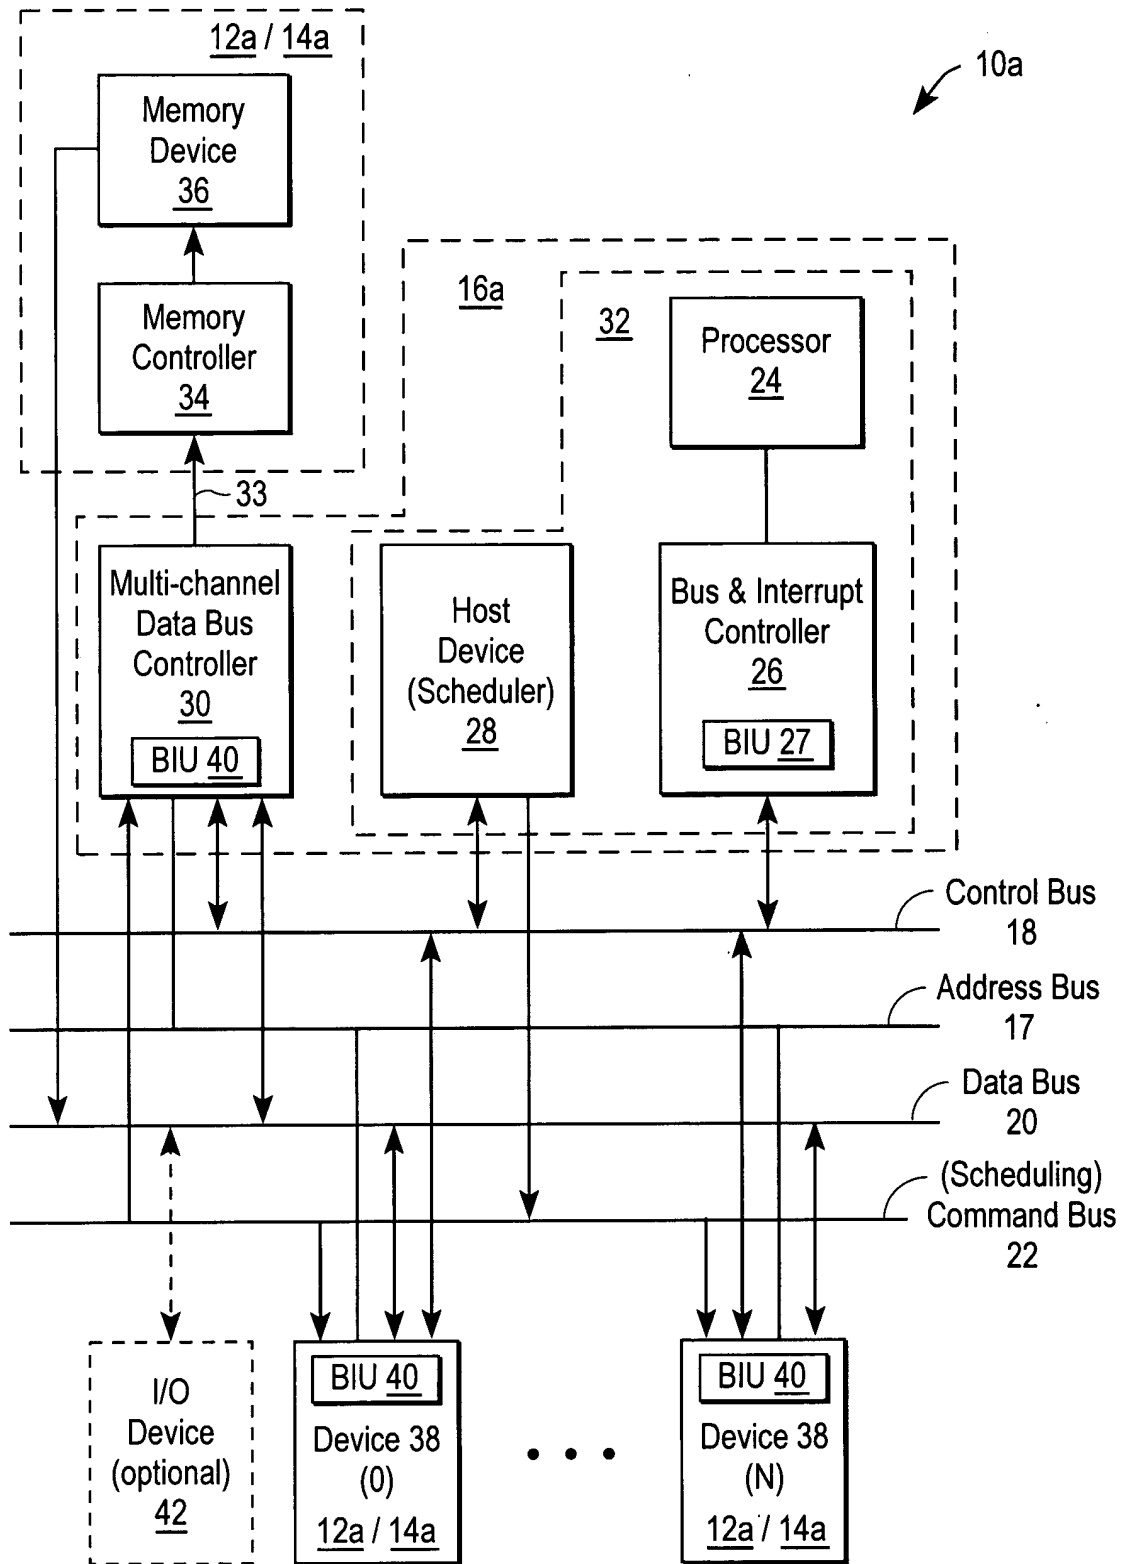 12a / 14a
10a
Memory
Device
36
16a
Memory
Controller
34
32
Processor
24
33
Multi-channel
Data Bus
Controller
30
BIU 40
Host
Device
(Scheduler)
28
Bus & Interrupt
Controller
26
BIU 27
Control Bus
18
Address Bus
17
Data Bus
20
(Scheduling)
Command Bus
22
I/O
Device
(optional)
42
BIU 40
Device 38
(0)
12a / 14a
BIU 40
Device 38
(N)
12a / 14a